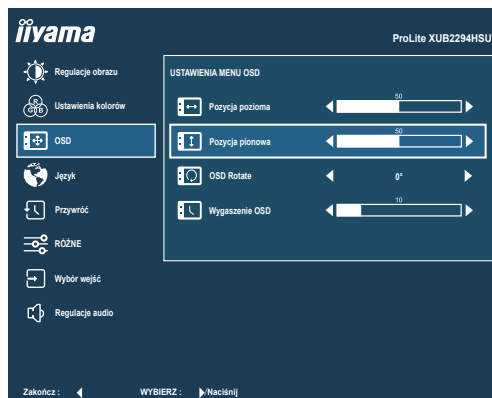 iiyama
ProLite XUB2294HSU
Regulacje obrazu
Ustawienia kolorów
OSD
Język
Przywróć
RÓŻNE
Wybór wejść
Regulacje audio
USTAWIENIA MENU OSD
Pozycja pozioma 50
Pozycja pionowa 50
OSD Rotate 0°
Wygaszenie OSD 10
Zakończ : WYBIERZ : /Naciśnij